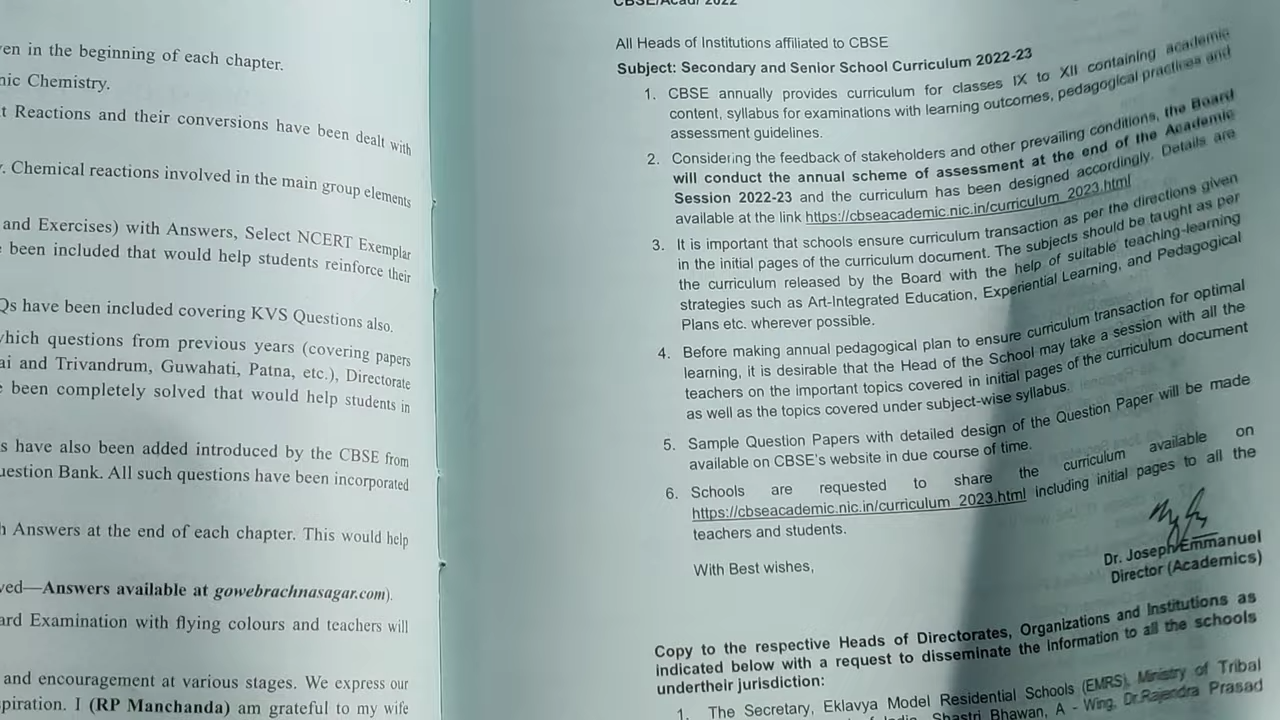 en in the beginning of each chapter.
nic Chemistry.
t Reactions and their conversions have been dealt with
. Chemical reactions involved in the main group elements
and Exercises) with Answers, Select NCERT Exemplar
been included that would help students reinforce their
Qs have been included covering KVS Questions also.
which questions from previous years (covering papers
ai and Trivandrum, Guwahati, Patna, etc.), Directorate
been completely solved that would help students in
s have also been added introduced by the CBSE from
uestion Bank. All such questions have been incorporated
h Answers at the end of each chapter. This would help
ved—Answers available at gowebrachnasagar.com).
ard Examination with flying colours and teachers will
and encouragement at various stages. We express our
piration. I (RP Manchanda) am grateful to my wife
CBSE/Acad/ 2022
All Heads of Institutions affiliated to CBSE
Subject: Secondary and Senior School Curriculum 2022-23
1. CBSE annually provides curriculum for classes IX to XII containing academic
content, syllabus for examinations with learning outcomes, pedagogical practices and
assessment guidelines.
2. Considering the feedback of stakeholders and other prevailing conditions, the Board
will conduct the annual scheme of assessment at the end of the Academic
Session 2022-23 and the curriculum has been designed accordingly. Details are
available at the link https://cbseacademic.nic.in/curriculum_2023.html
3. It is important that schools ensure curriculum transaction as per the directions given
in the initial pages of the curriculum document. The subjects should be taught as per
the curriculum released by the Board with the help of suitable teaching-learning
strategies such as Art-Integrated Education, Experiential Learning, and Pedagogical
Plans etc. wherever possible.
4. Before making annual pedagogical plan to ensure curriculum transaction for optimal
learning, it is desirable that the Head of the School may take a session with all the
teachers on the important topics covered in initial pages of the curriculum document
as well as the topics covered under subject-wise syllabus.
5. Sample Question Papers with detailed design of the Question Paper will be made
available on CBSE's website in due course of time.
6. Schools are requested to share the curriculum available on
https://cbseacademic.nic.in/curriculum_2023.html including initial pages to all the
teachers and students.
With Best wishes,
Dr. Joseph Emmanuel
Director (Academics)
Copy to the respective Heads of Directorates, Organizations and Institutions as
indicated below with a request to disseminate the information to all the schools
undertheir jurisdiction:
1. The Secretary, Eklavya Model Residential Schools (EMRS), Ministry of Tribal
Shastri Bhawan, A - Wing, Dr.Rajendra Prasad